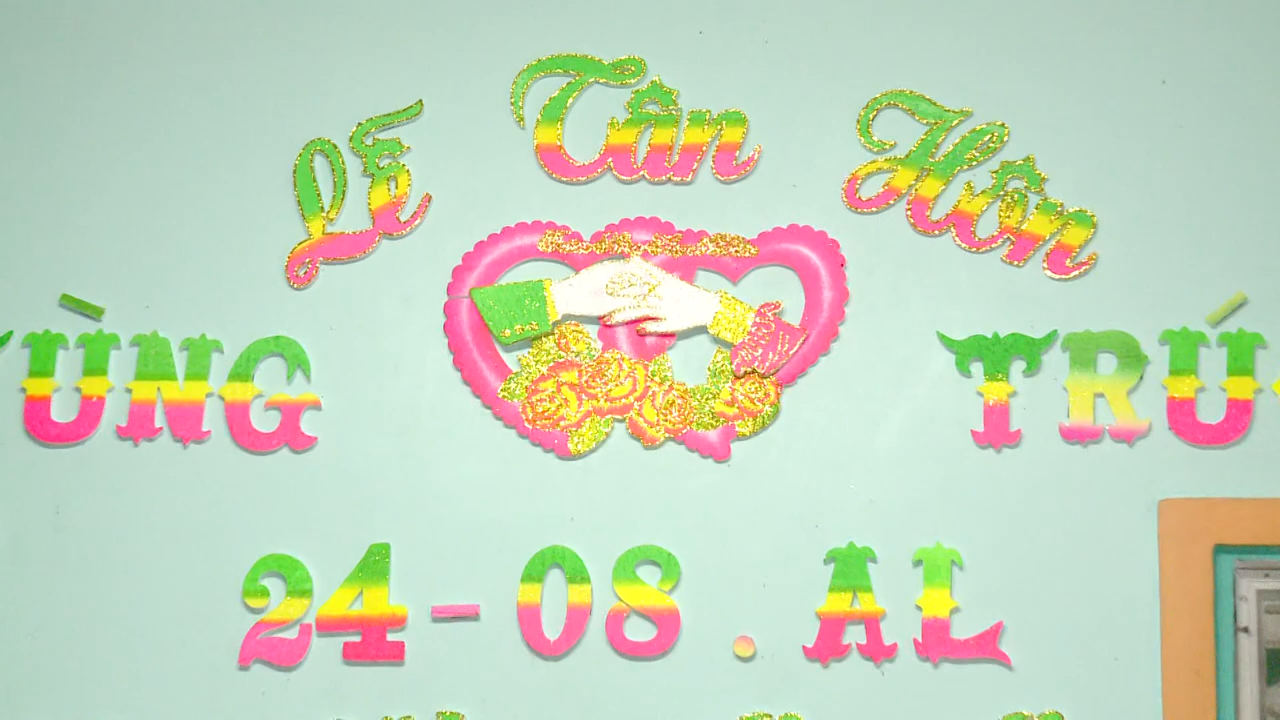 Lễ Tân Hôn
ÙNG TRÚ
24-08.AL